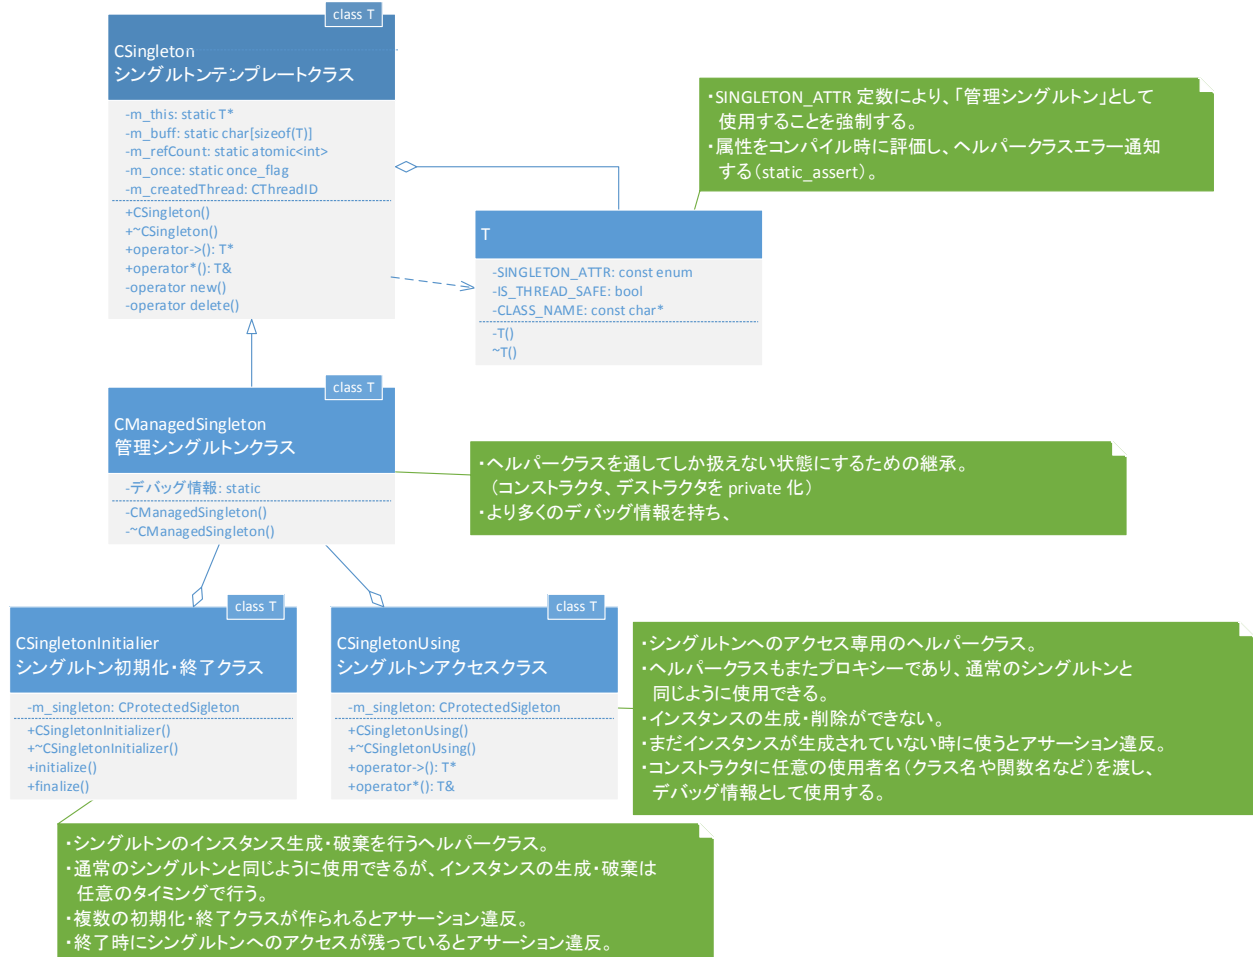 class T
CSingleton
シングルトンテンプレートクラス
-m_this: static T*
-m_buff: static char[sizeof(T)]
-m_refCount: static atomic<int>
-m_once: static once_flag
-m_createdThread: CThreadID
+CSingleton()
+~CSingleton()
+operator->(): T*
+operator*(): T&
-operator new()
-operator delete()
・SINGLETON_ATTR 定数により、「管理シングルトン」として
使用することを強制する。
・属性をコンパイル時に評価し、ヘルパークラスエラー通知
する（static_assert）。
T
-SINGLETON_ATTR: const enum
-IS_THREAD_SAFE: bool
-CLASS_NAME: const char*
-T()
~T()
class T
CManagedSingleton
管理シングルトンクラス
-デバッグ情報: static
-CManagedSingleton()
-~CManagedSingleton()
・ヘルパークラスを通してしか扱えない状態にするための継承。
（コンストラクタ、デストラクタを private 化）
・より多くのデバッグ情報を持ち、
class T
CSingletonInitialier
シングルトン初期化・終了クラス
-m_singleton: CProtectedSigleton
+CSingletonInitializer()
+~CSingletonInitializer()
+initialize()
+finalize()
class T
CSingletonUsing
シングルトンアクセスクラス
-m_singleton: CProtectedSigleton
+CSingletonUsing()
+~CSingletonUsing()
+operator->(): T*
+operator*(): T&
・シングルトンへのアクセス専用のヘルパークラス。
・ヘルパークラスもまたプロキシーであり、通常のシングルトンと
同じように使用できる。
・インスタンスの生成・削除ができない。
・まだインスタンスが生成されていない時に使うとアサーション違反。
・コンストラクタに任意の使用者名（クラス名や関数名など）を渡し、
デバッグ情報として使用する。
・シングルトンのインスタンス生成・破棄を行うヘルパークラス。
・通常のシングルトンと同じように使用できるが、インスタンスの生成・破棄は
任意のタイミングで行う。
・複数の初期化・終了クラスが作られるとアサーション違反。
・終了時にシングルトンへのアクセスが残っているとアサーション違反。